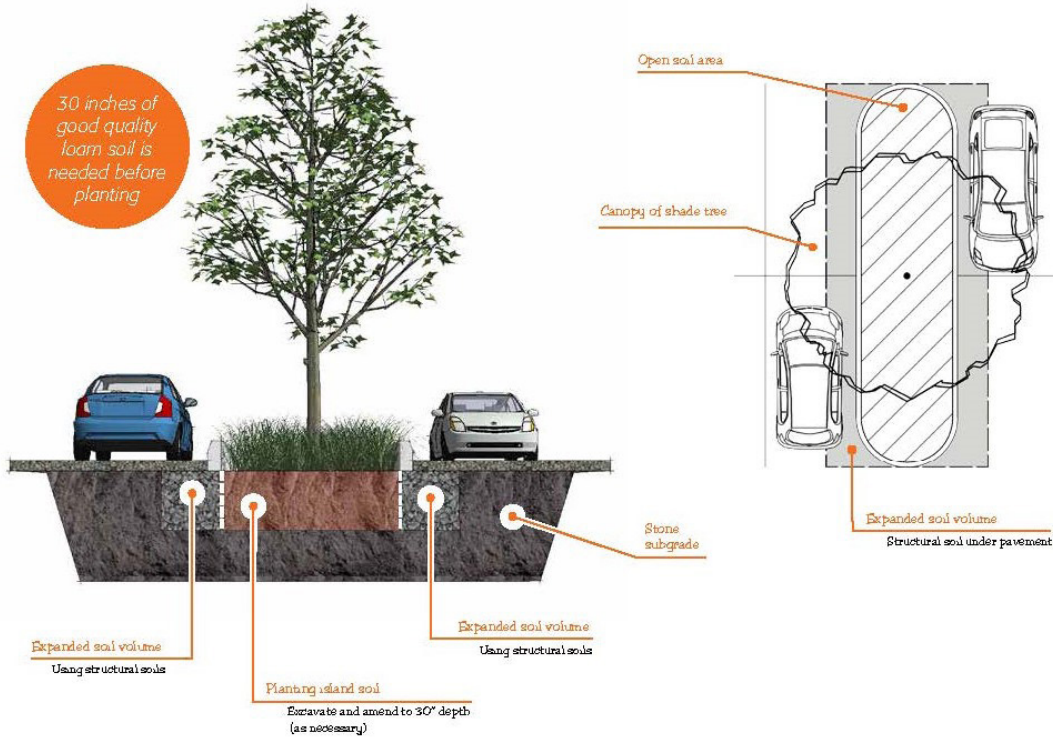 30 inches of
good quality
loam soil is
needed before
planting
Open soil area
Canopy of shade tree
Expanded soil volume
Structural soil under pavement
Stone
subgrade
Expanded soil volume
Using structural soils
Expanded soil volume
Using structural soils
Planting island soil
Excavate and amend to 30" depth
(as necessary)